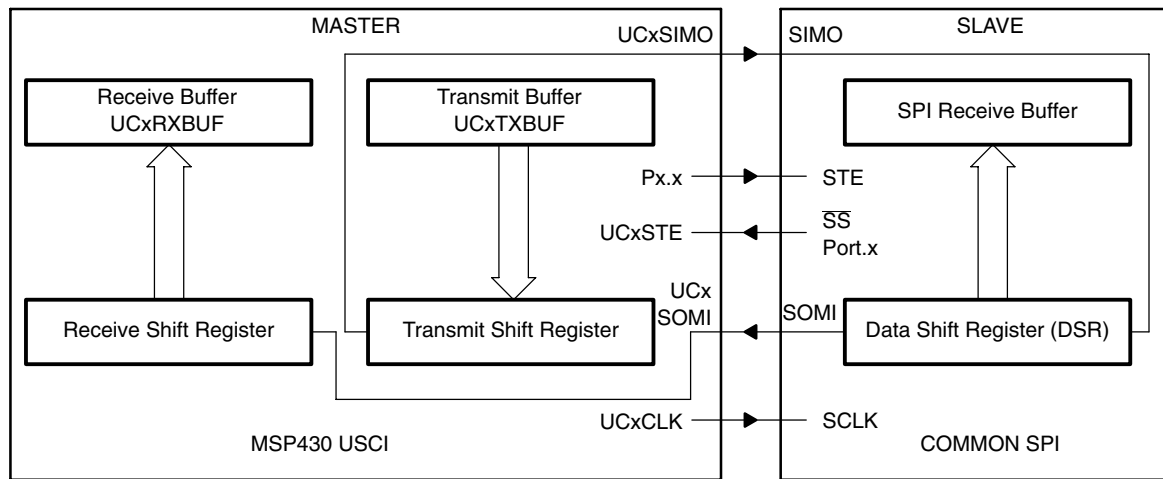 MASTER
UCxSIMO
SIMO
SLAVE
Receive Buffer
UCxRXBUF
Transmit Buffer
UCxTXBUF
SPI Receive Buffer
Px.x
STE
UCxSTE
SS
Port.x
UCx
SOMI
SOMI
Receive Shift Register
Transmit Shift Register
Data Shift Register (DSR)
UCxCLK
SCLK
MSP430 USCI
COMMON SPI